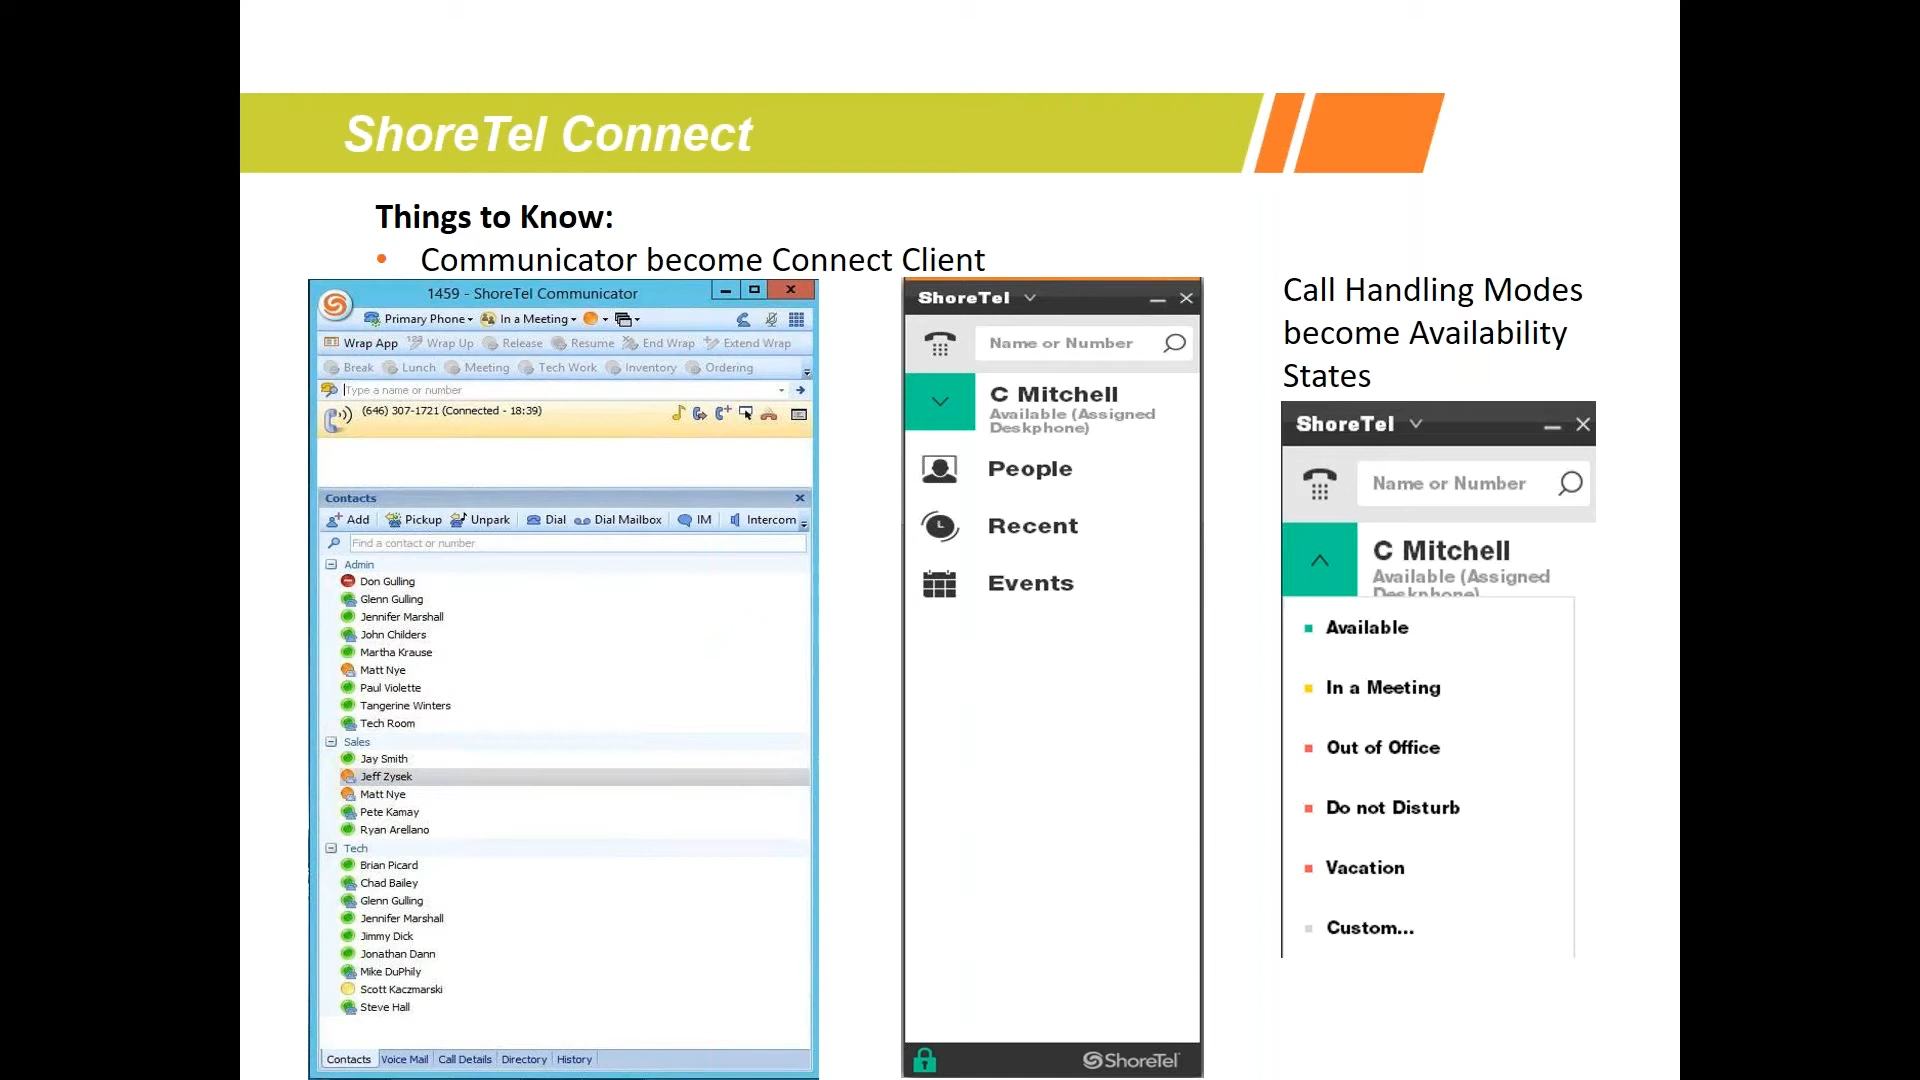 ShoreTel Connect
Things to Know:
• Communicator become Connect Client
1459 - ShoreTel Communicator
Primary Phone In a Meeting
Wrap App Wrap Up Release Resume End Wrap Extend Wrap
Break Lunch Meeting Tech Work Inventory Ordering
Type a name or number
(646) 307-1721 (Connected - 18:39)
Contacts
Add Pickup Unpark Dial Dial Mailbox IM Intercom
Find a contact or number
Admin
Don Gulling
Glenn Gulling
Jennifer Marshall
John Childers
Martha Krause
Matt Nye
Paul Violette
Tangerine Winters
Tech Room
Sales
Jay Smith
Jeff Zysek
Matt Nye
Pete Kamay
Ryan Arellano
Tech
Brian Picard
Chad Bailey
Glenn Gulling
Jennifer Marshall
Jimmy Dick
Jonathan Dann
Mike DuPhily
Scott Kaczmarski
Steve Hall
Contacts Voice Mail Call Details Directory History
ShoreTel
Name or Number
C Mitchell
Available (Assigned
Deskphone)
People
Recent
Events
ShoreTel
Call Handling Modes
become Availability
States
ShoreTel
Name or Number
C Mitchell
Available (Assigned
Deskphone)
Available
In a Meeting
Out of Office
Do not Disturb
Vacation
Custom...